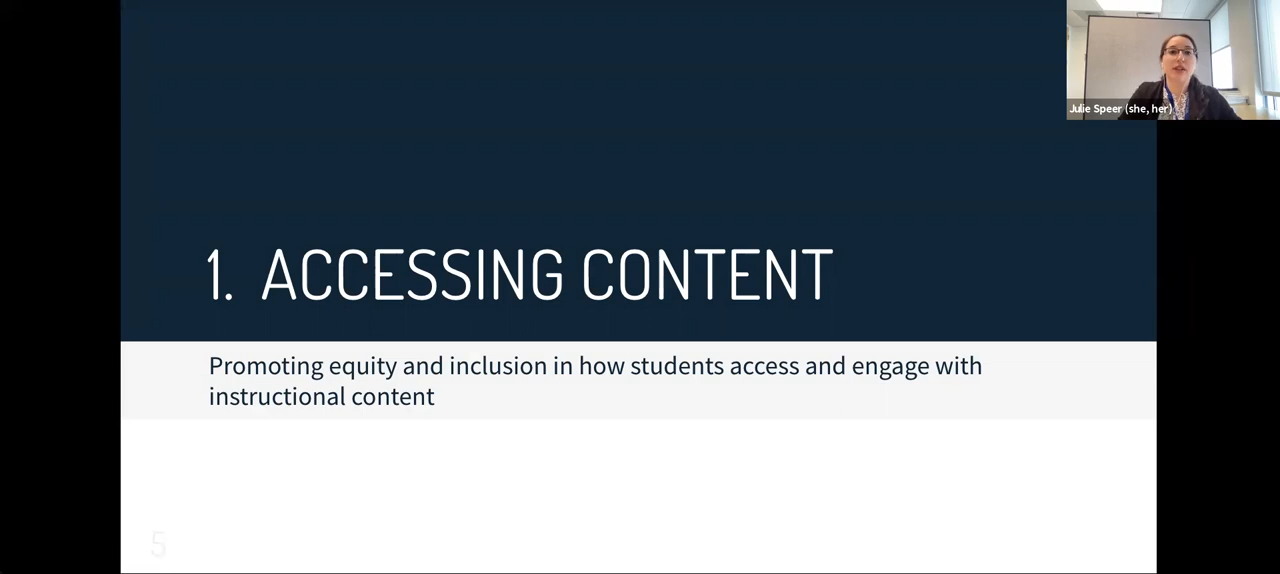 Julie Speer (she, her)
1. ACCESSING CONTENT
Promoting equity and inclusion in how students access and engage with
instructional content
5